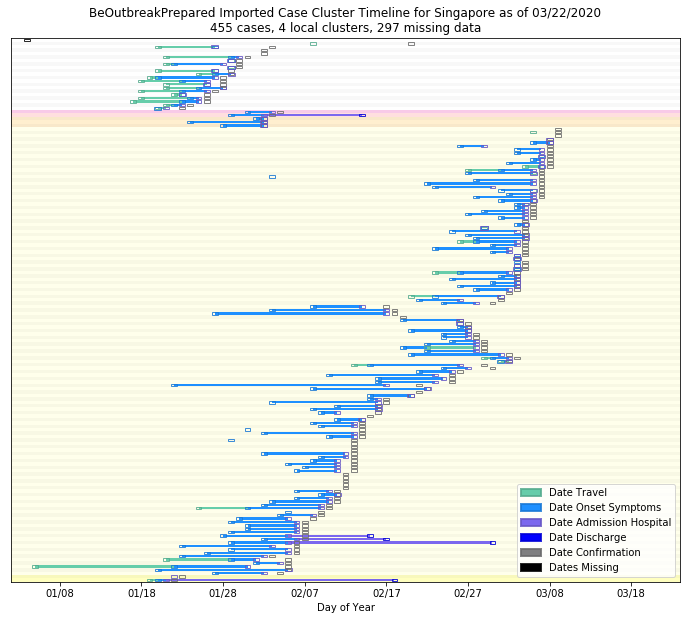 BeOutbreakPrepared Imported Case Cluster Timeline for Singapore as of 03/22/2020
455 cases, 4 local clusters, 297 missing data
Date Travel
Date Onset Symptoms
Date Admission Hospital
Date Discharge
Date Confirmation
Dates Missing
01/08 01/18 01/28 02/07 02/17 02/27 03/08 03/18
Day of Year